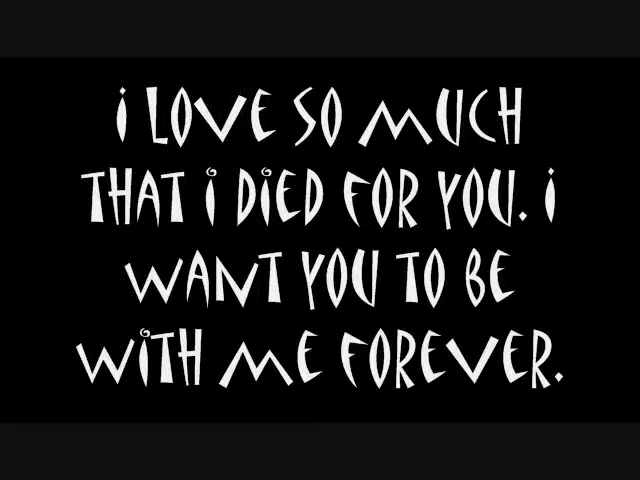 i LOVE SO MUCH
THAT i DiED FOR YOU. i
WANT YOU TO BE
WiTH ME FOREVER.